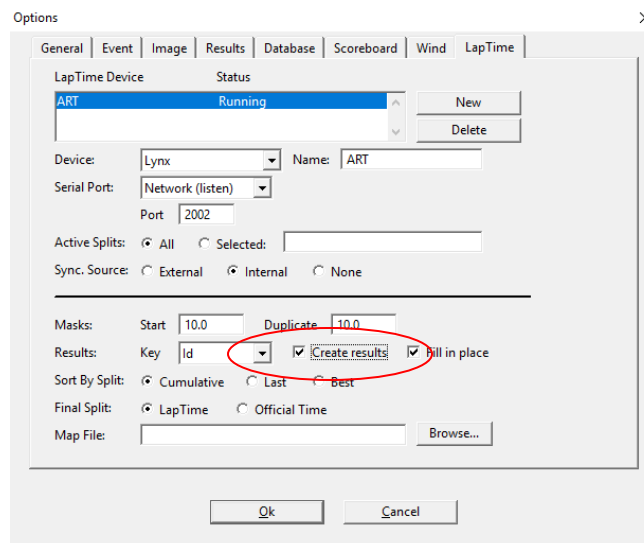 Options
General Event Image Results Database Scoreboard Wind LapTime
LapTime Device Status
ART Running
New
Delete
Device: Lynx Name: ART
Serial Port: Network (listen)
Port 2002
Active Splits: All Selected:
Sync. Source: External Internal None
Masks: Start 10.0 Duplicate 10.0
Results: Key Id Create results Fill in place
Sort By Split: Cumulative Last Best
Final Split: LapTime Official Time
Map File: Browse...
Ok Cancel